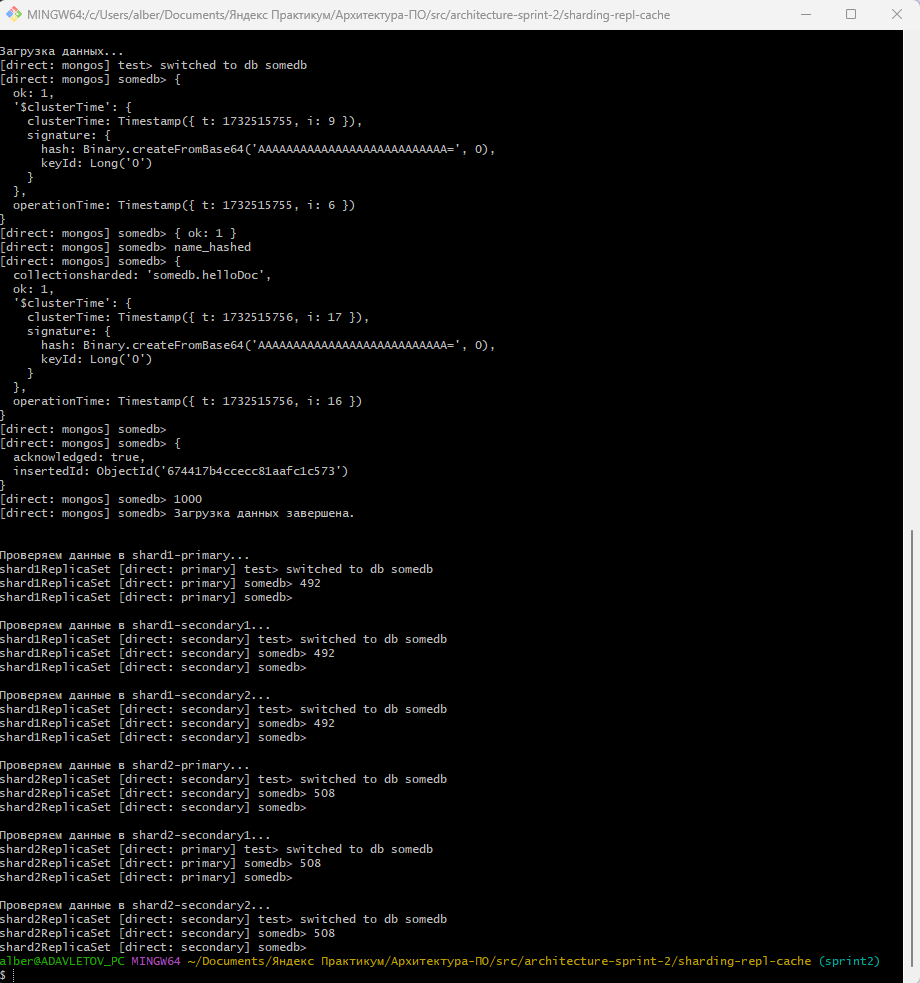 MINGW64:/c/Users/alber/Documents/Яндекс Практикум/Архитектура-ПО/src/architecture-sprint-2/sharding-repl-cache
Загрузка данных...
[direct: mongos] test> switched to db somedb
[direct: mongos] somedb> {
  ok: 1,
  '$clusterTime': {
    clusterTime: Timestamp({ t: 1732515755, i: 9 }),
    signature: {
      hash: Binary.createFromBase64('AAAAAAAAAAAAAAAAAAAAAAAAAAA=', 0),
      keyId: Long('0')
    }
  },
  operationTime: Timestamp({ t: 1732515755, i: 6 })
}
[direct: mongos] somedb> { ok: 1 }
[direct: mongos] somedb> name_hashed
[direct: mongos] somedb> {
  collectionsharded: 'somedb.helloDoc',
  ok: 1,
  '$clusterTime': {
    clusterTime: Timestamp({ t: 1732515756, i: 17 }),
    signature: {
      hash: Binary.createFromBase64('AAAAAAAAAAAAAAAAAAAAAAAAAAA=', 0),
      keyId: Long('0')
    }
  },
  operationTime: Timestamp({ t: 1732515756, i: 16 })
}
[direct: mongos] somedb>
[direct: mongos] somedb> {
  acknowledged: true,
  insertedId: ObjectId('674417b4ccecc81aafc1c573')
}
[direct: mongos] somedb> 1000
[direct: mongos] somedb> Загрузка данных завершена.
Проверяем данные в shard1-primary...
shard1ReplicaSet [direct: primary] test> switched to db somedb
shard1ReplicaSet [direct: primary] somedb> 492
shard1ReplicaSet [direct: primary] somedb>
Проверяем данные в shard1-secondary1...
shard1ReplicaSet [direct: secondary] test> switched to db somedb
shard1ReplicaSet [direct: secondary] somedb> 492
shard1ReplicaSet [direct: secondary] somedb>
Проверяем данные в shard1-secondary2...
shard1ReplicaSet [direct: secondary] test> switched to db somedb
shard1ReplicaSet [direct: secondary] somedb> 492
shard1ReplicaSet [direct: secondary] somedb>
Проверяем данные в shard2-primary...
shard2ReplicaSet [direct: secondary] test> switched to db somedb
shard2ReplicaSet [direct: secondary] somedb> 508
shard2ReplicaSet [direct: secondary] somedb>
Проверяем данные в shard2-secondary1...
shard2ReplicaSet [direct: primary] test> switched to db somedb
shard2ReplicaSet [direct: primary] somedb> 508
shard2ReplicaSet [direct: primary] somedb>
Проверяем данные в shard2-secondary2...
shard2ReplicaSet [direct: secondary] test> switched to db somedb
shard2ReplicaSet [direct: secondary] somedb> 508
shard2ReplicaSet [direct: secondary] somedb>
alber@ADAVLETOV_PC MINGW64 ~/Documents/Яндекс Практикум/Архитектура-ПО/src/architecture-sprint-2/sharding-repl-cache (sprint2)
$